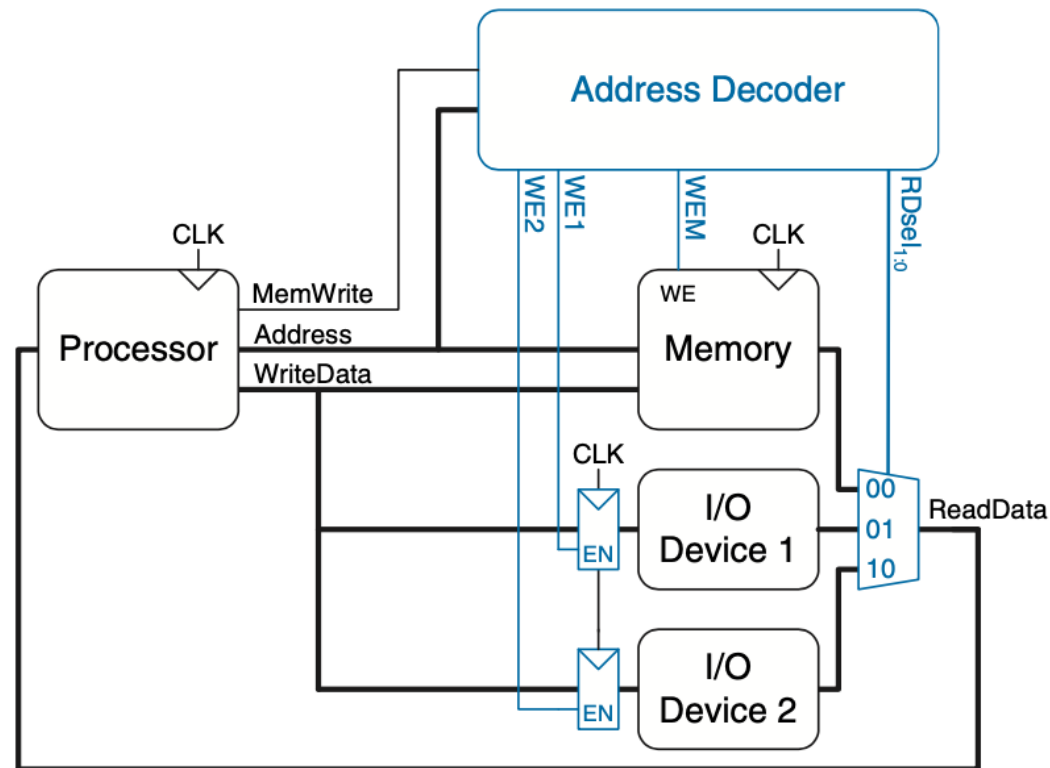 Address Decoder
WE2
WE1
WEM
RDsel1:0
CLK
CLK
MemWrite
WE
Processor
Address
Memory
WriteData
CLK
I/O
Device 1
EN
00
01
10
ReadData
I/O
Device 2
EN